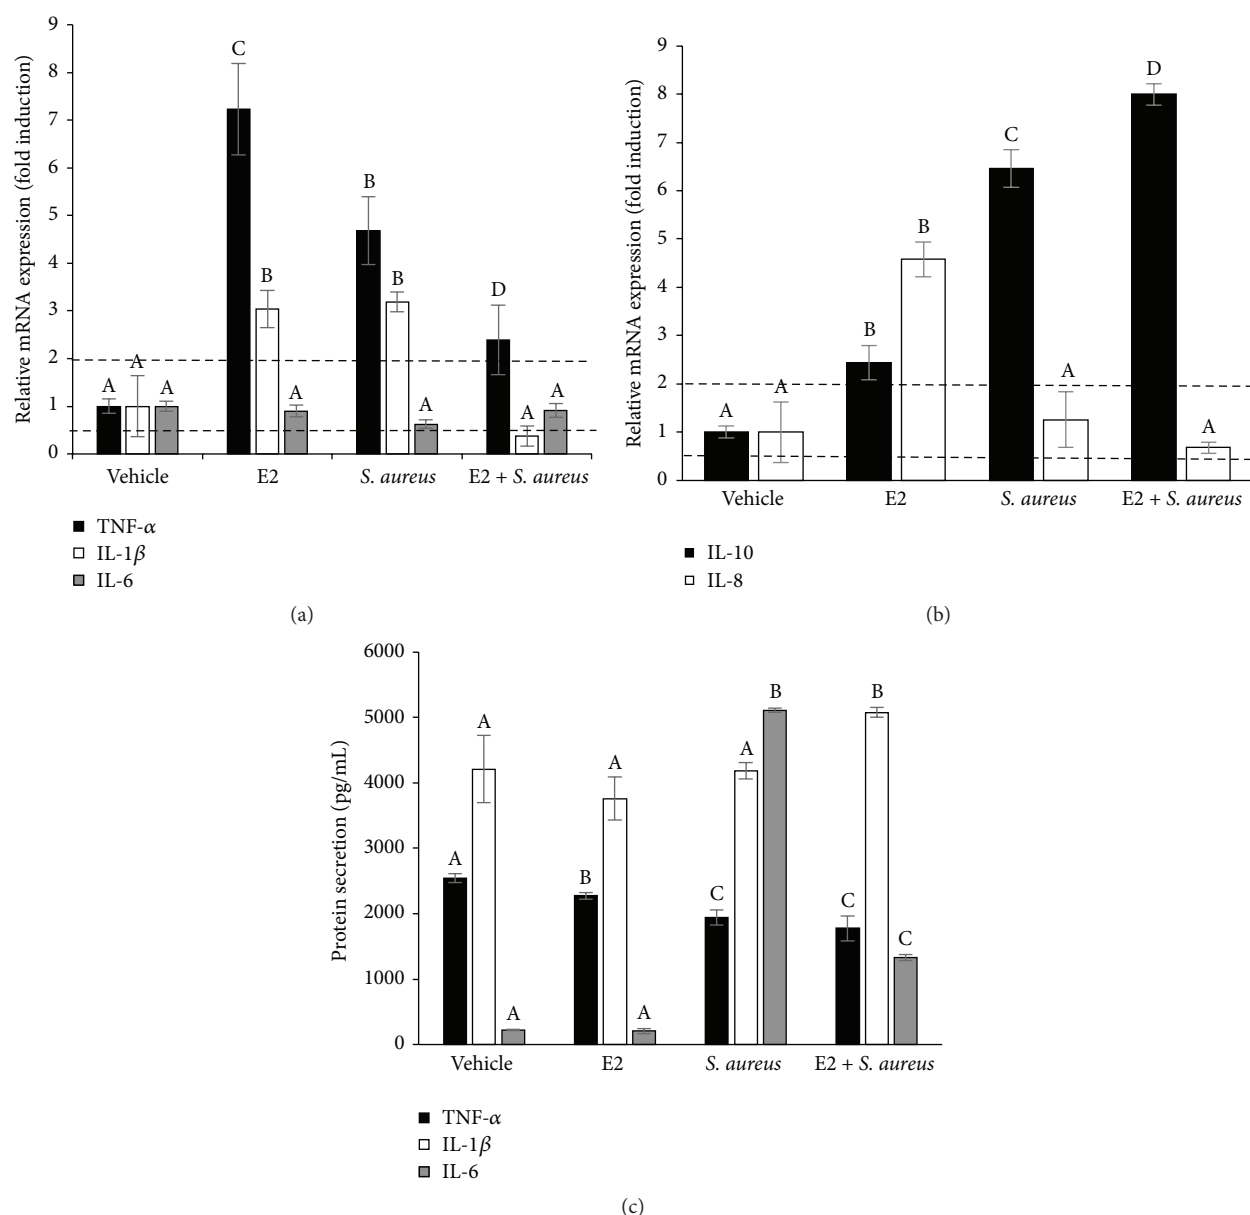 Relative mRNA expression (fold induction)
9
8
7
6
5
4
3
2
1
0
A
A
A
C
B
A
B
B
A
D
A
A
Vehicle
E2
S. aureus
E2 + S. aureus
TNF-α
IL-1β
IL-6
(a)
Relative mRNA expression (fold induction)
9
8
7
6
5
4
3
2
1
0
A
A
B
B
C
A
D
A
Vehicle
E2
S. aureus
E2 + S. aureus
IL-10
IL-8
(b)
Protein secretion (pg/mL)
6000
5000
4000
3000
2000
1000
0
A
A
A
B
A
A
C
A
B
C
B
C
Vehicle
E2
S. aureus
E2 + S. aureus
TNF-α
IL-1β
IL-6
(c)